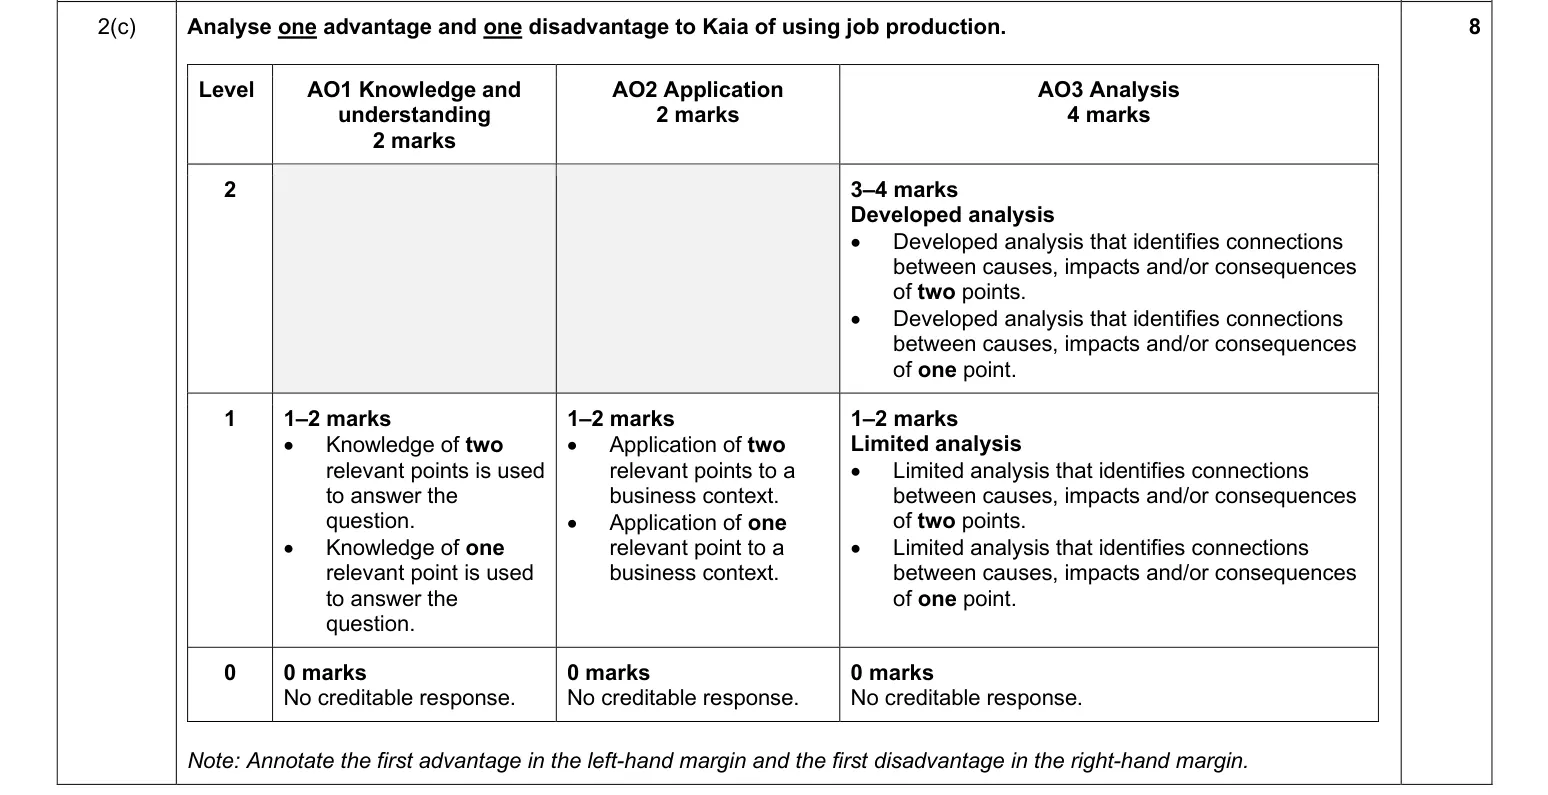 2(c)
Analyse one advantage and one disadvantage to Kaia of using job production.
8
Level
AO1 Knowledge and
understanding
2 marks
AO2 Application
2 marks
AO3 Analysis
4 marks
2
3–4 marks
Developed analysis
• Developed analysis that identifies connections
between causes, impacts and/or consequences
of two points.
• Developed analysis that identifies connections
between causes, impacts and/or consequences
of one point.
1
1–2 marks
• Knowledge of two
relevant points is used
to answer the
question.
• Knowledge of one
relevant point is used
to answer the
question.
1–2 marks
• Application of two
relevant points to a
business context.
• Application of one
relevant point to a
business context.
1–2 marks
Limited analysis
• Limited analysis that identifies connections
between causes, impacts and/or consequences
of two points.
• Limited analysis that identifies connections
between causes, impacts and/or consequences
of one point.
0
0 marks
No creditable response.
0 marks
No creditable response.
0 marks
No creditable response.
Note: Annotate the first advantage in the left-hand margin and the first disadvantage in the right-hand margin.